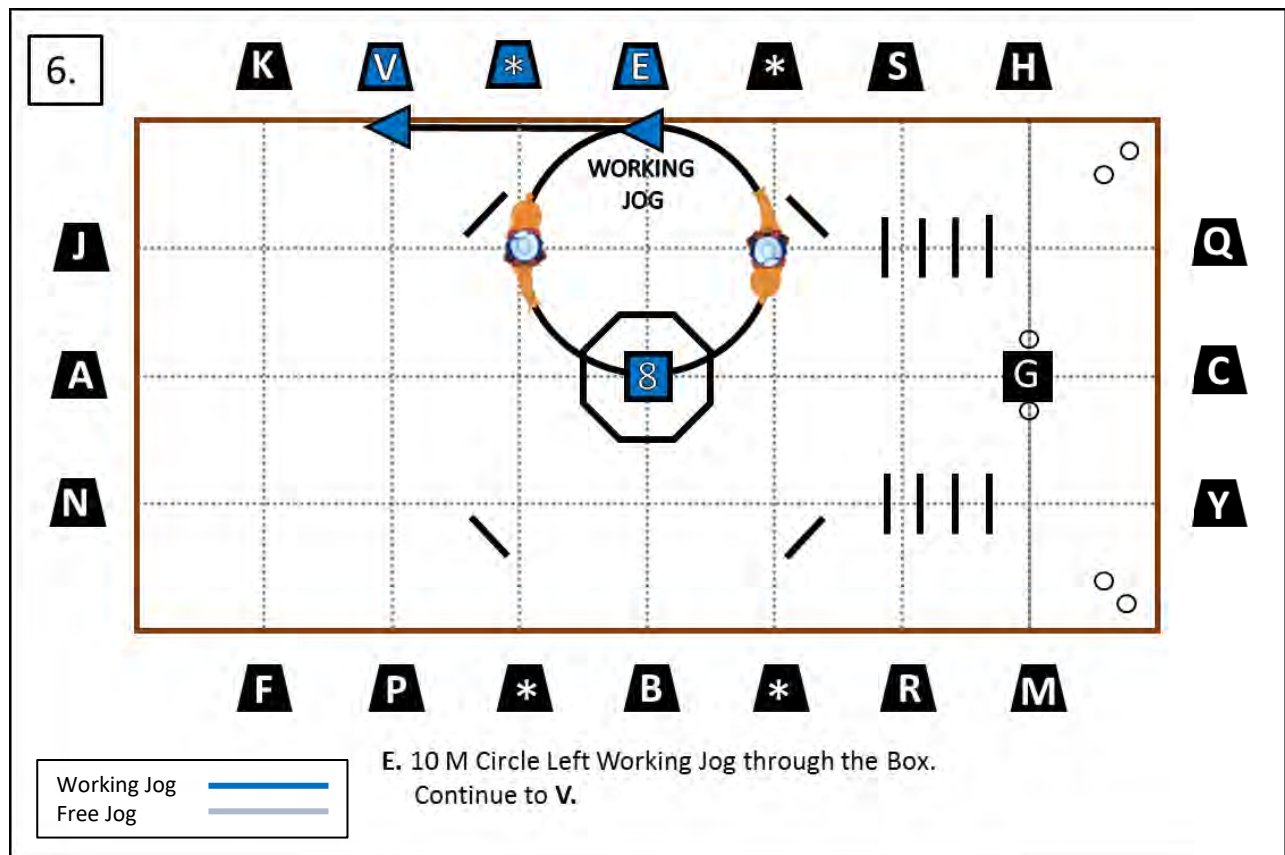 6.
K V * E * S H
WORKING
JOG
J Q
8
A G C
N Y
F P * B * R M
E. 10 M Circle Left Working Jog through the Box.
Continue to V.
Working Jog
Free Jog